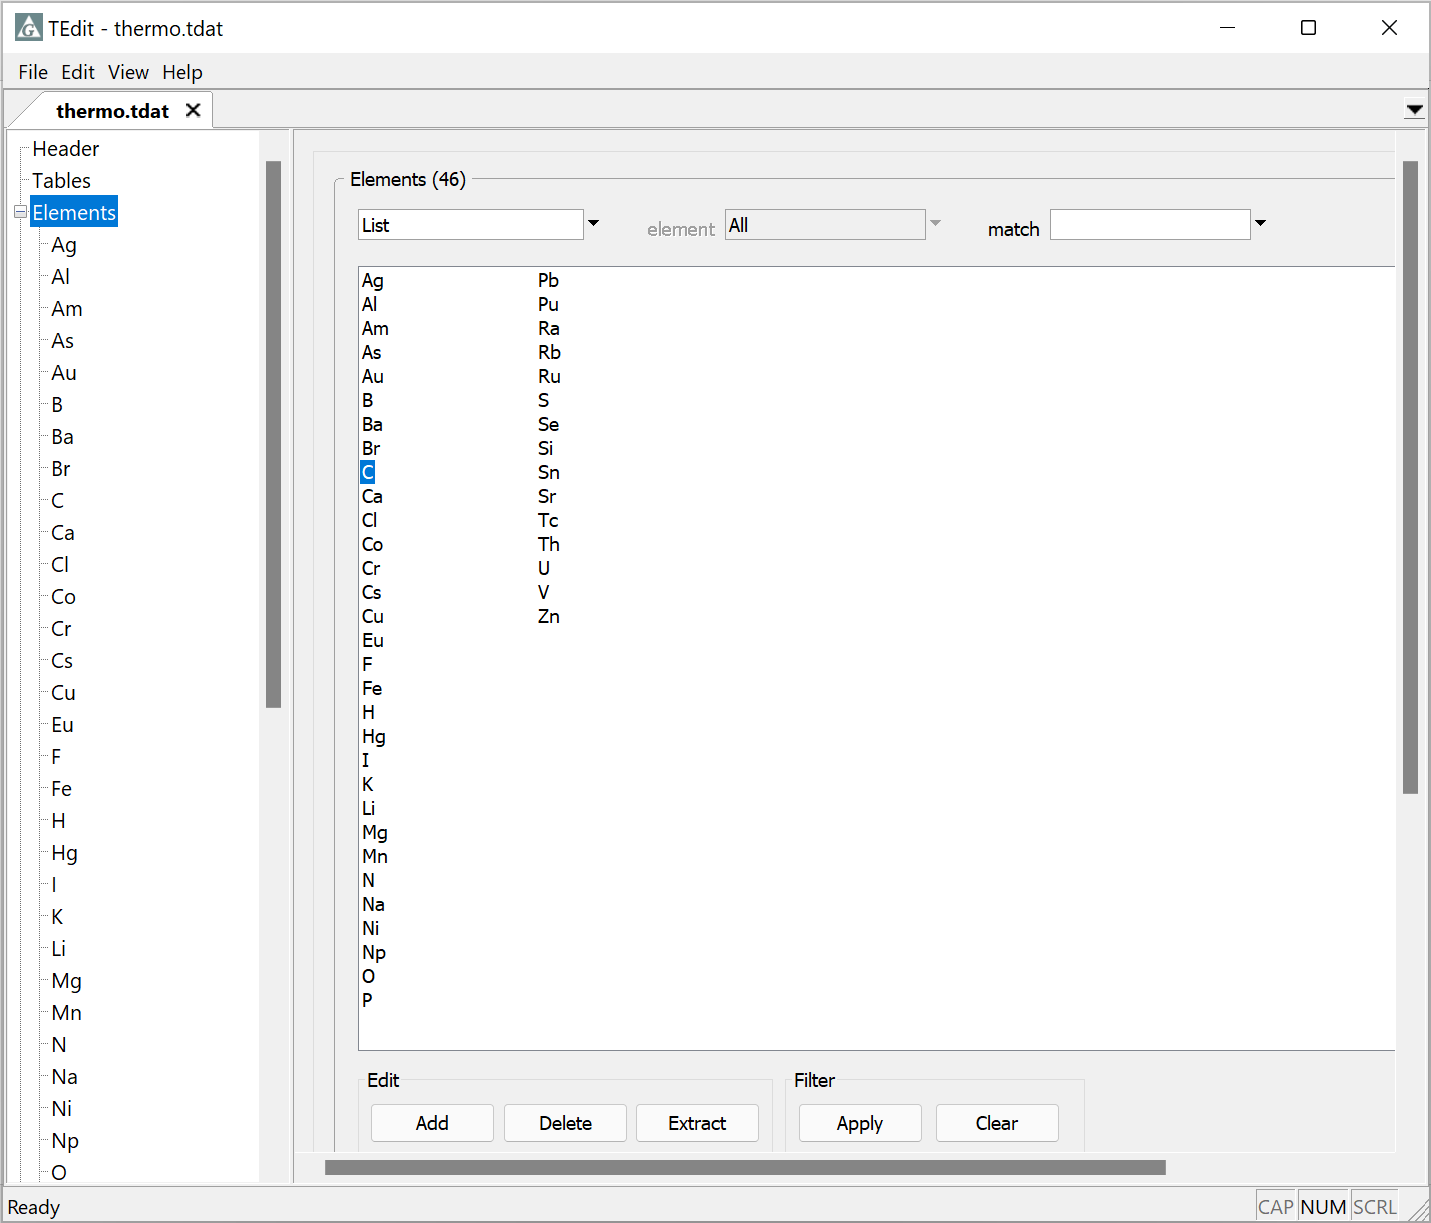 TEdit - thermo.tdat
File Edit View Help
thermo.tdat
Header
Tables
Elements
Ag
Al
Am
As
Au
B
Ba
Br
C
Ca
Cl
Co
Cr
Cs
Cu
Eu
F
Fe
H
Hg
I
K
Li
Mg
Mn
N
Na
Ni
Np
O
Elements (46)
List element All match
Ag
Al
Am
As
Au
B
Ba
Br
C
Ca
Cl
Co
Cr
Cs
Cu
Eu
F
Fe
H
Hg
I
K
Li
Mg
Mn
N
Na
Ni
Np
O
P
Pb
Pu
Ra
Rb
Ru
S
Se
Si
Sn
Sr
Tc
Th
U
V
Zn
Edit
Add Delete Extract
Filter
Apply Clear
Ready
CAP NUM SCRL